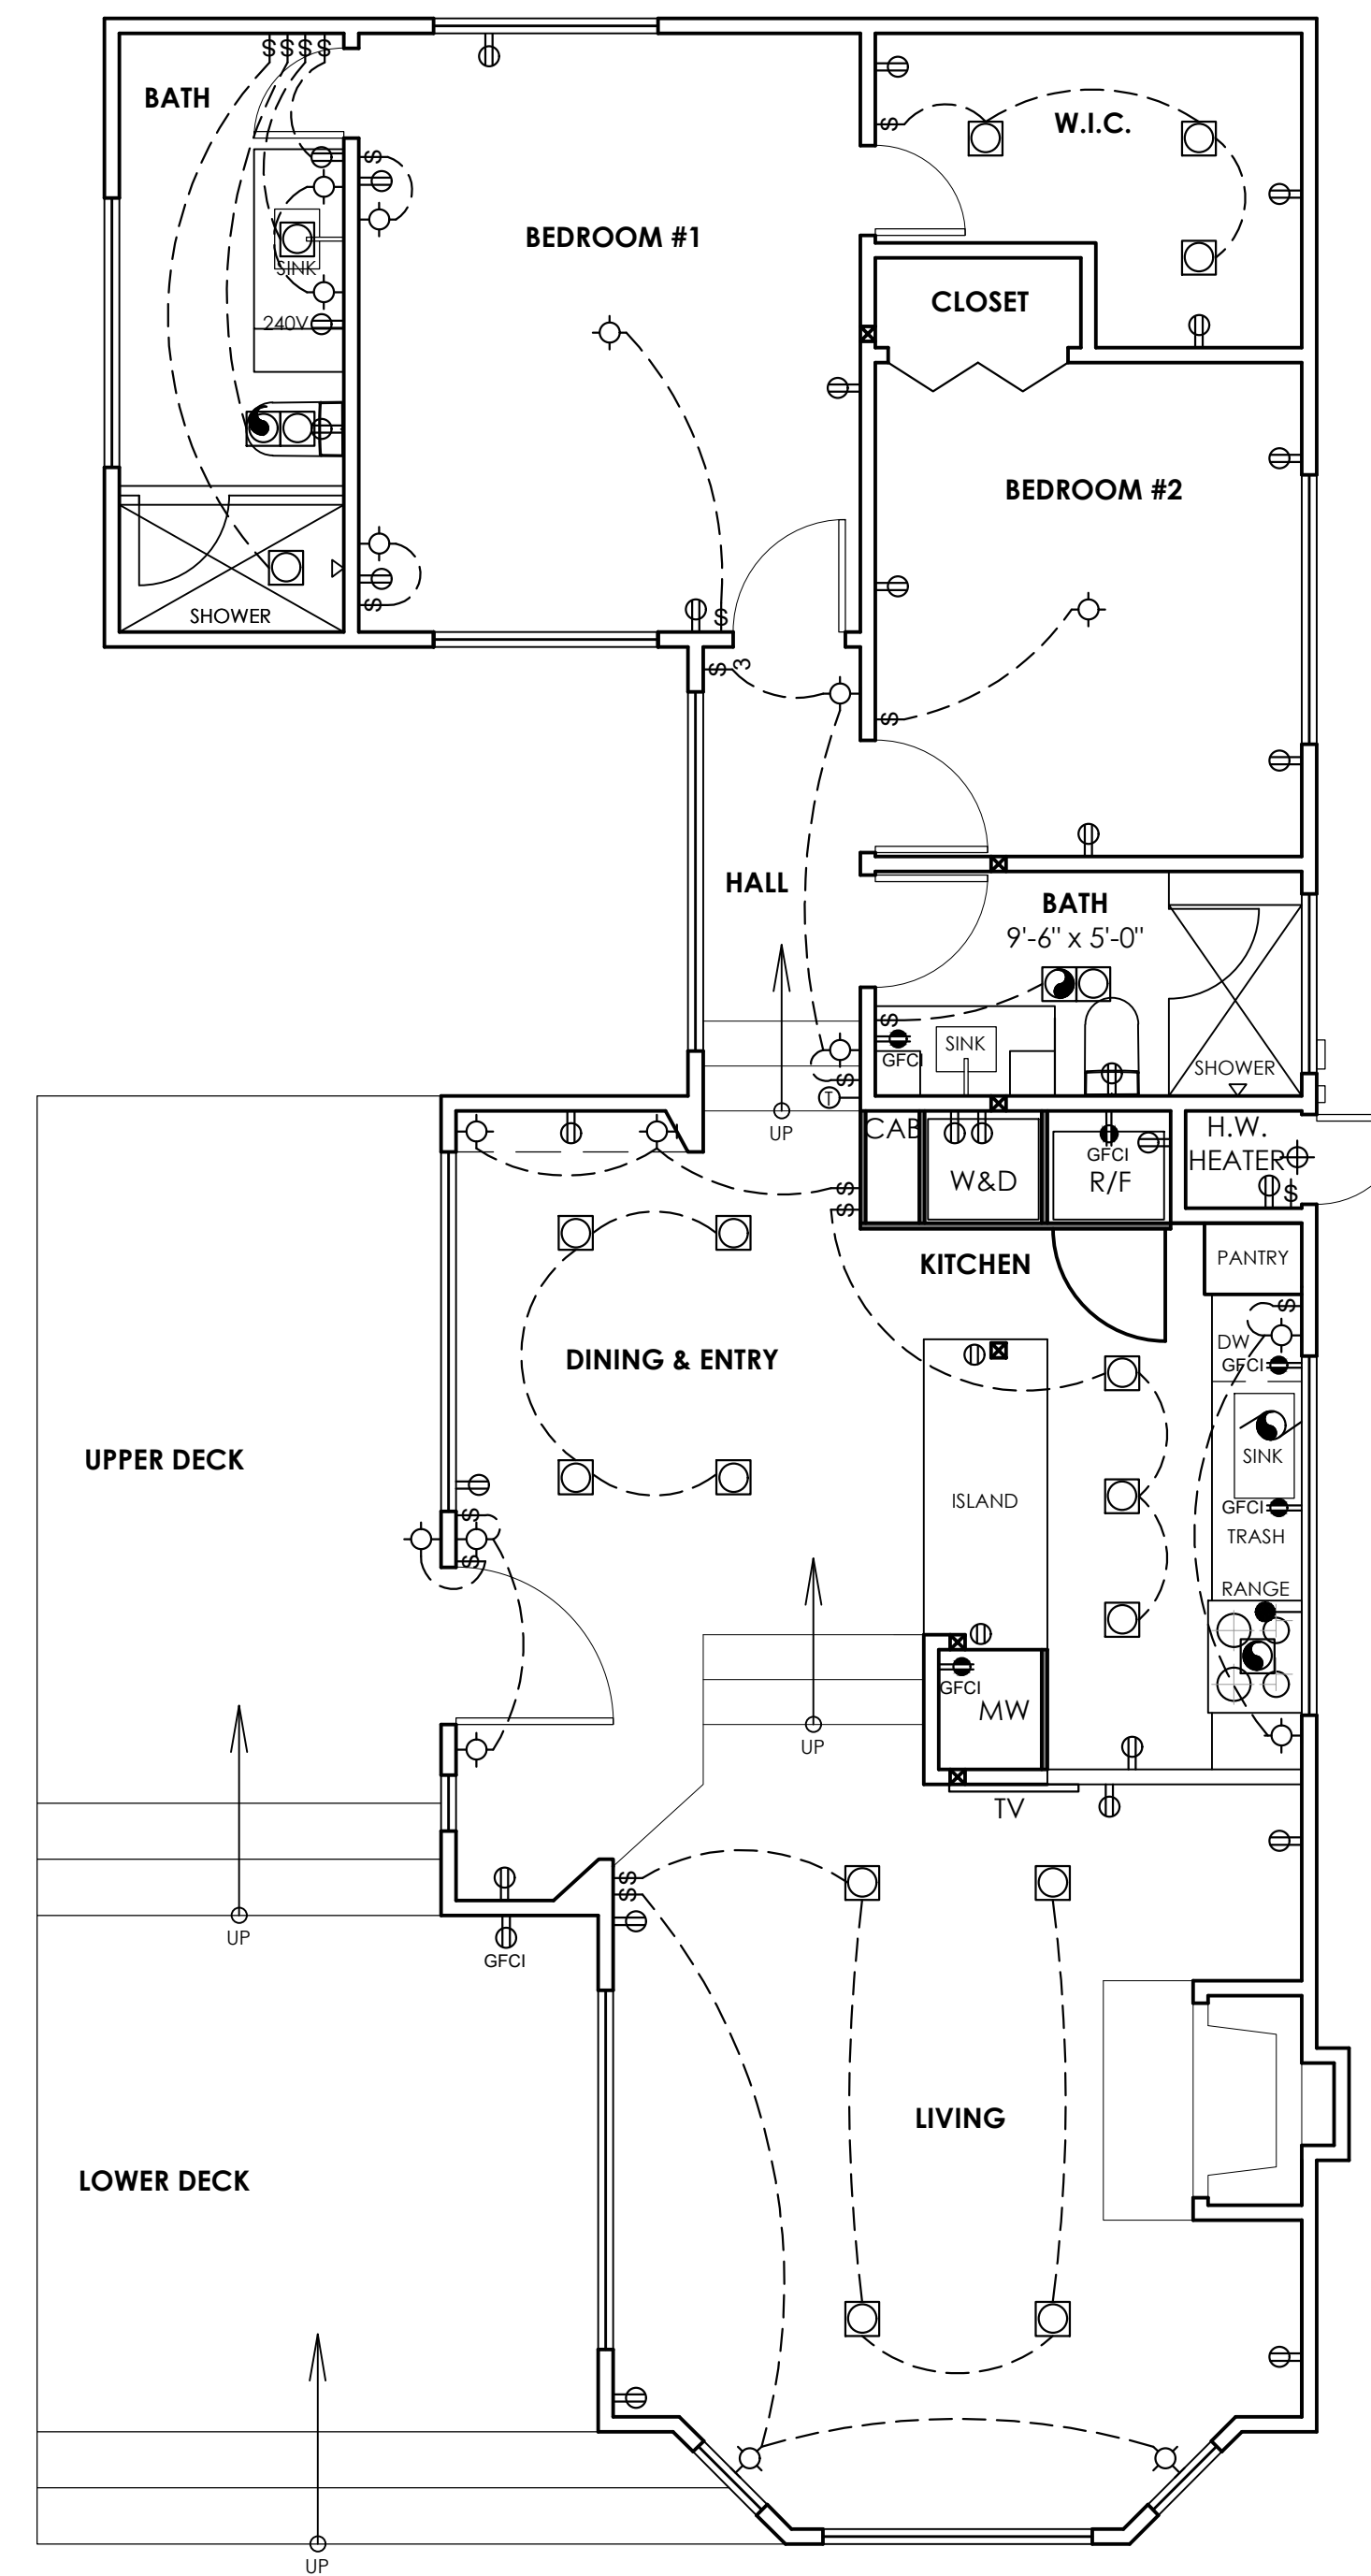 S S S S
BATH
W.I.C.
S
S
BEDROOM #1
SINK
CLOSET
240V
BEDROOM #2
S
SHOWER
S
S 3
S
HALL
BATH
9'-6" x 5'-0"
S
GFCI
SINK
SHOWER
S
T
UP
CAB
W&D
GFCI
R/F
H.W.
HEATER
S
S
S
KITCHEN
PANTRY
S
DW
GFCI
DINING & ENTRY
UPPER DECK
SINK
ISLAND
GFCI
TRASH
S
S
RANGE
GFCI
MW
UP
TV
S
S
UP
GFCI
LIVING
LOWER DECK
UP